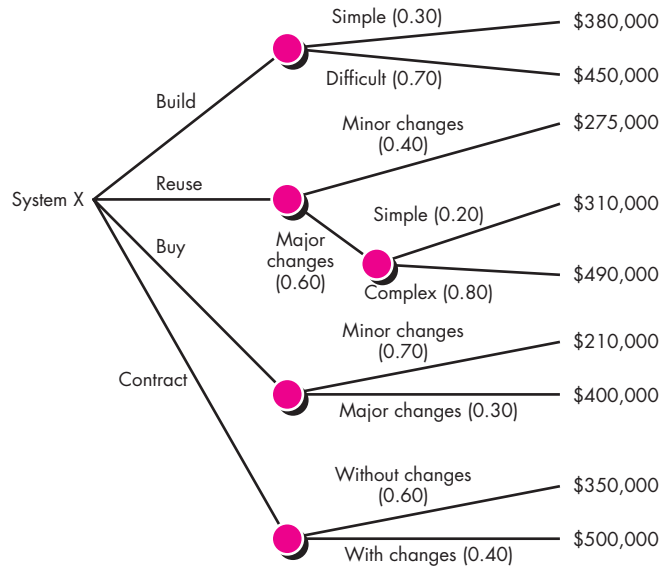 Simple (0.30)
$380,000
Difficult (0.70)
$450,000
Build
Minor changes
(0.40)
$275,000
System X
Reuse
Simple (0.20)
$310,000
Major
changes
(0.60)
Buy
Complex (0.80)
$490,000
Minor changes
(0.70)
$210,000
Contract
Major changes (0.30)
$400,000
Without changes
(0.60)
$350,000
With changes (0.40)
$500,000